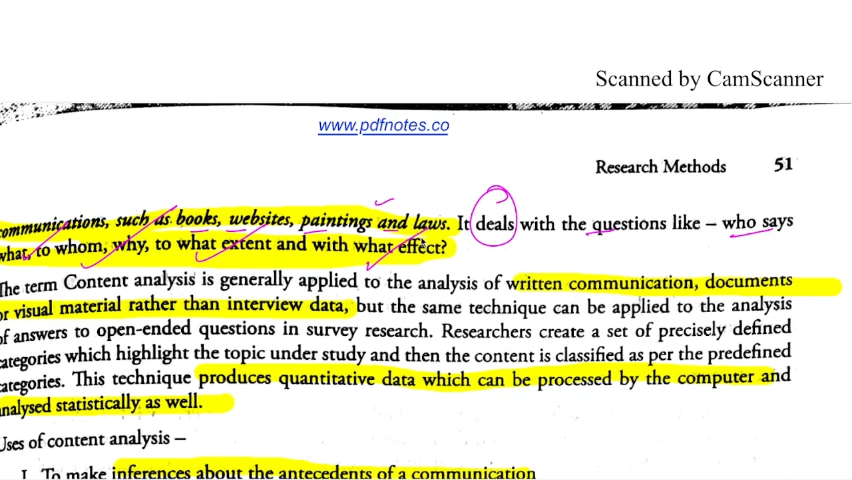 Scanned by CamScanner
www.pdfnotes.co
Research Methods 51
communications, such as books, websites, paintings and laws. It deals with the questions like – who says
what, to whom, why, to what extent and with what effect?
The term Content analysis is generally applied to the analysis of written communication, documents
or visual material rather than interview data, but the same technique can be applied to the analysis
of answers to open-ended questions in survey research. Researchers create a set of precisely defined
categories which highlight the topic under study and then the content is classified as per the predefined
categories. This technique produces quantitative data which can be processed by the computer and
analysed statistically as well.
Uses of content analysis –
I. To make inferences about the antecedents of a communication